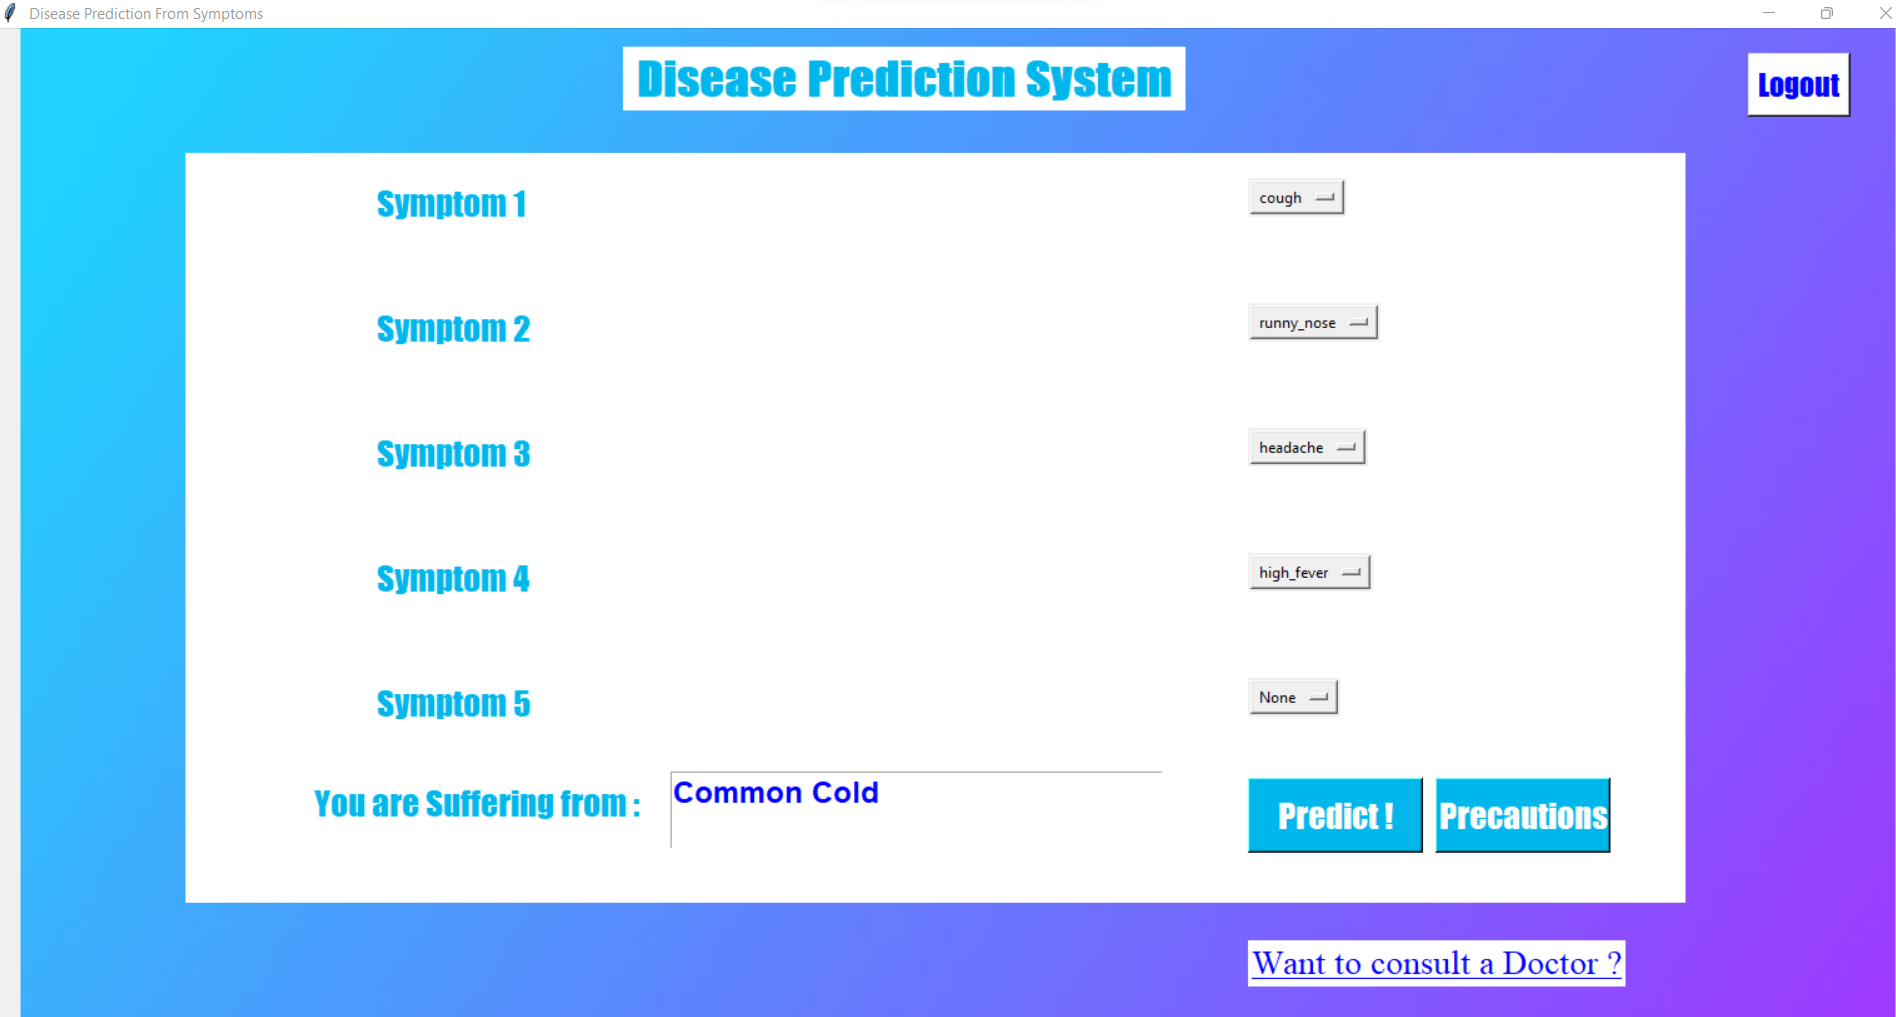 Disease Prediction From Symptoms
Disease Prediction System
Logout
Symptom 1
cough
Symptom 2
runny_nose
Symptom 3
headache
Symptom 4
high_fever
Symptom 5
None
You are Suffering from :
Common Cold
Predict !
Precautions
Want to consult a Doctor ?